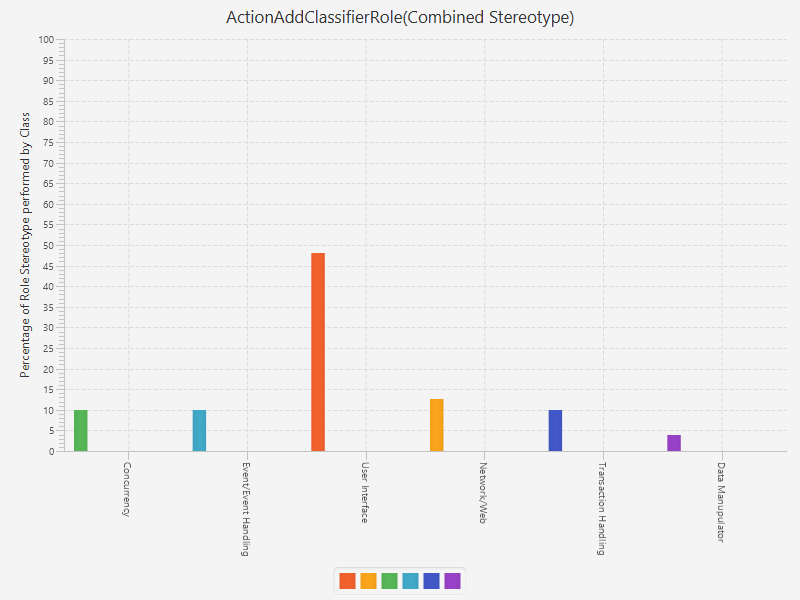 ActionAddClassifierRole(Combined Stereotype)
Percentage of Role Stereotype performed by Class
100
95
90
85
80
75
70
65
60
55
50
45
40
35
30
25
20
15
10
5
0
Concurrency
Event/Event Handling
User Interface
Network/Web
Transaction Handling
Data Manupulator